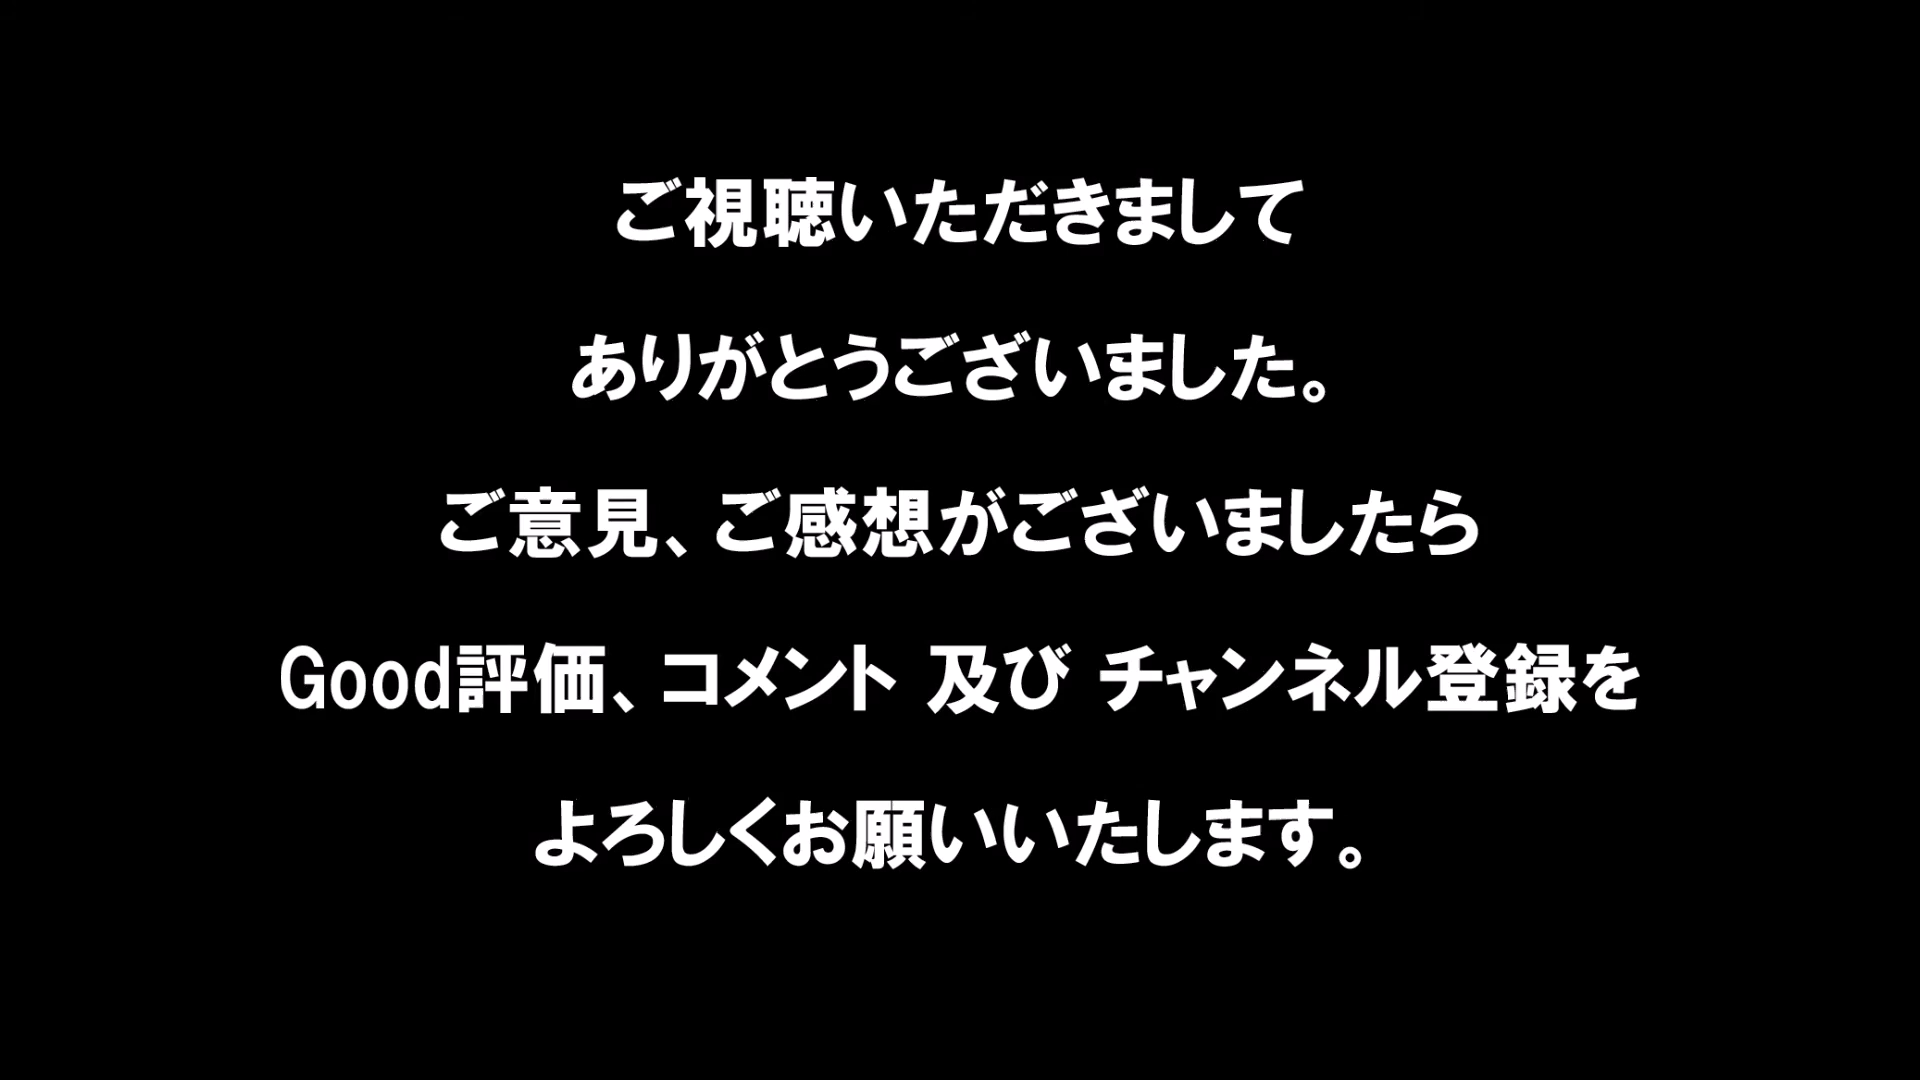 ご視聴いただきまして
ありがとうございました。
ご意見、ご感想がございましたら
Good評価、コメント 及び チャンネル登録を
よろしくお願いいたします。